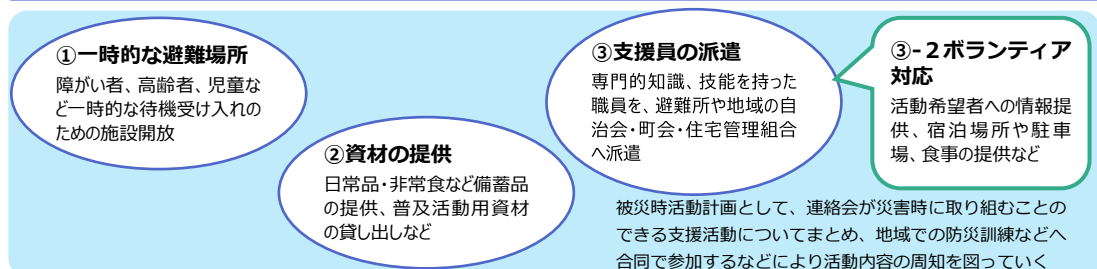 ①一時的な避難場所
障がい者、高齢者、児童な
ど一時的な待機受け入れの
ための施設開放
②資材の提供
日常品・非常食など備蓄品
の提供、普及活動用資材
の貸し出しなど
③支援員の派遣
専門的知識、技能を持った
職員を、避難所や地域の自
治会・町会・住宅管理組合
へ派遣
③-2ボランティア
対応
活動希望者への情報提
供、宿泊場所や駐車
場、食事の提供など
被災時活動計画として、連絡会が災害時に取り組むことの
できる支援活動についてまとめ、地域での防災訓練などへ
合同で参加するなどにより活動内容の周知を図っていく